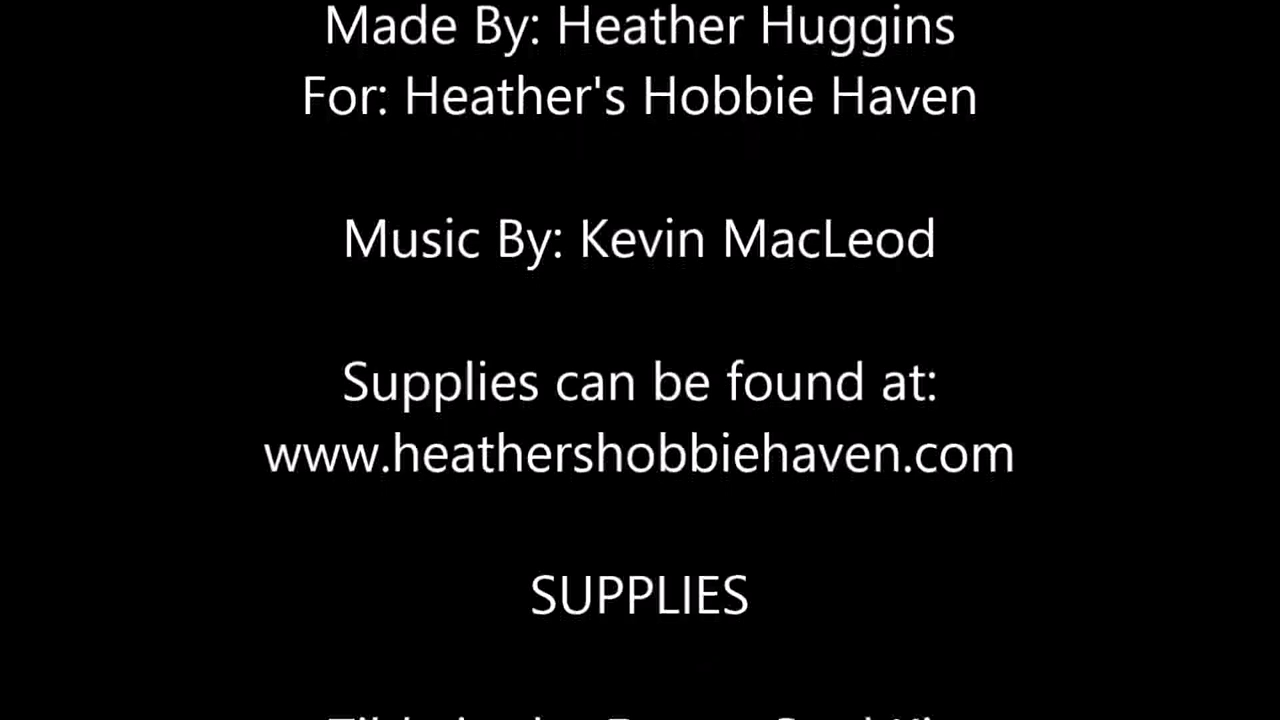 Made By: Heather Huggins
For: Heather's Hobbie Haven
Music By: Kevin MacLeod
Supplies can be found at:
www.heathershobbiehaven.com
SUPPLIES